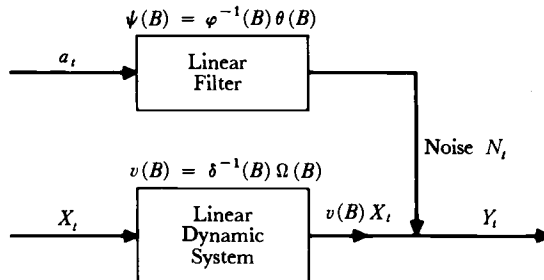 ψ(B) = φ⁻¹(B) θ(B)
a_t
Linear
Filter
Noise N_t
v(B) = δ⁻¹(B) Ω(B)
X_t
Linear
Dynamic
System
v(B) X_t
Y_t